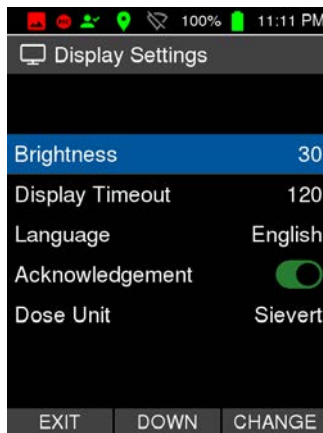 100% 11:11 PM
Display Settings
Brightness 30
Display Timeout 120
Language English
Acknowledgement
Dose Unit Sievert
EXIT DOWN CHANGE